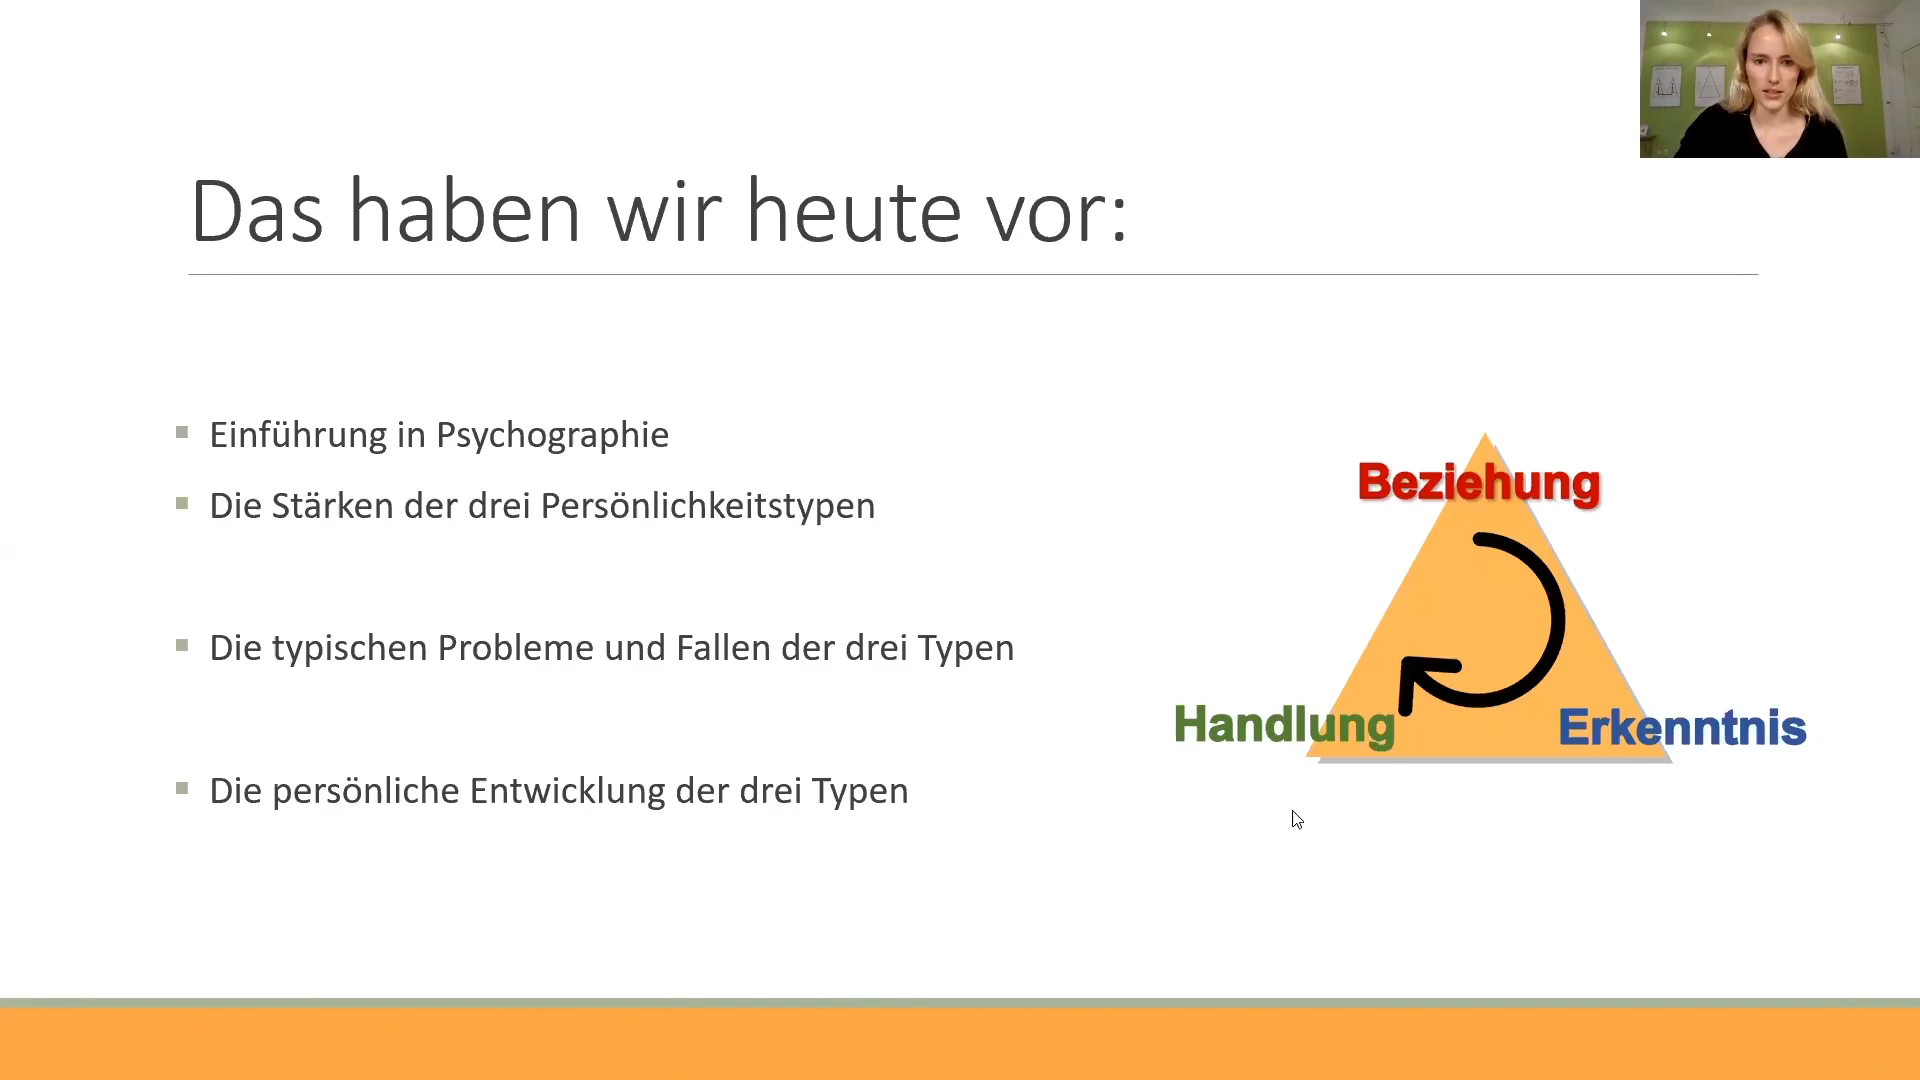 Das haben wir heute vor:
Einführung in Psychographie
Die Stärken der drei Persönlichkeitstypen
Die typischen Probleme und Fallen der drei Typen
Die persönliche Entwicklung der drei Typen
Beziehung
Handlung
Erkenntnis